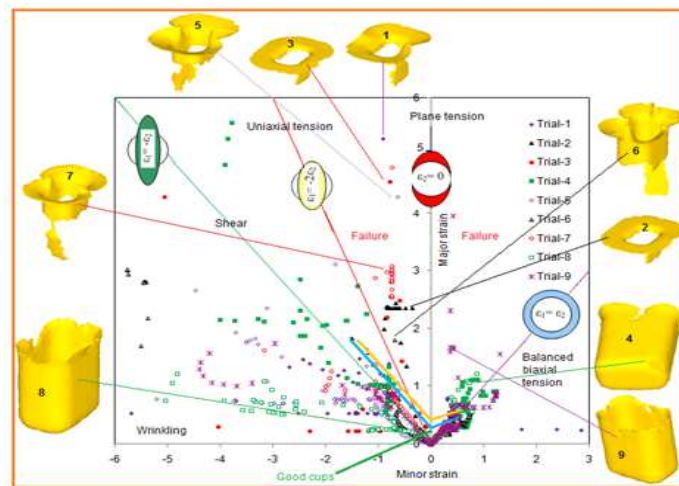 5
3
1
6
Uniaxial tension
Plane tension
Trial-1
Trial-2
Trial-3
Trial-4
Trial-5
Trial-6
Trial-7
Trial-8
Trial-9
6
5
4
3
2
1
0
ε₁ = -ε₂
ε₁ = -2ε₂
ε₂ = 0
ε₁ = ε₂
7
Shear
Failure
Major strain
Failure
2
Balanced
biaxial
tension
4
8
9
Wrinkling
-6 -5 -4 -3 -2 -1 0 1 2 3
Good cups
Minor strain
6